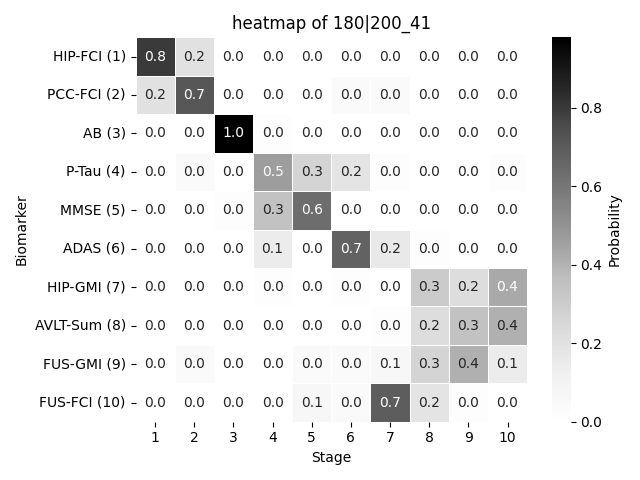 heatmap of 180|200_41
HIP-FCI (1) 0.8 0.2 0.0 0.0 0.0 0.0 0.0 0.0 0.0 0.0
PCC-FCI (2) 0.2 0.7 0.0 0.0 0.0 0.0 0.0 0.0 0.0 0.0
AB (3) 0.0 0.0 1.0 0.0 0.0 0.0 0.0 0.0 0.0 0.0
P-Tau (4) 0.0 0.0 0.0 0.5 0.3 0.2 0.0 0.0 0.0 0.0
MMSE (5) 0.0 0.0 0.0 0.3 0.6 0.0 0.0 0.0 0.0 0.0
ADAS (6) 0.0 0.0 0.0 0.1 0.0 0.7 0.2 0.0 0.0 0.0
HIP-GMI (7) 0.0 0.0 0.0 0.0 0.0 0.0 0.0 0.3 0.2 0.4
AVLT-Sum (8) 0.0 0.0 0.0 0.0 0.0 0.0 0.0 0.2 0.3 0.4
FUS-GMI (9) 0.0 0.0 0.0 0.0 0.0 0.0 0.1 0.3 0.4 0.1
FUS-FCI (10) 0.0 0.0 0.0 0.0 0.1 0.0 0.7 0.2 0.0 0.0
1 2 3 4 5 6 7 8 9 10
Stage
Biomarker
0.8
0.6
0.4
0.2
0.0
Probability